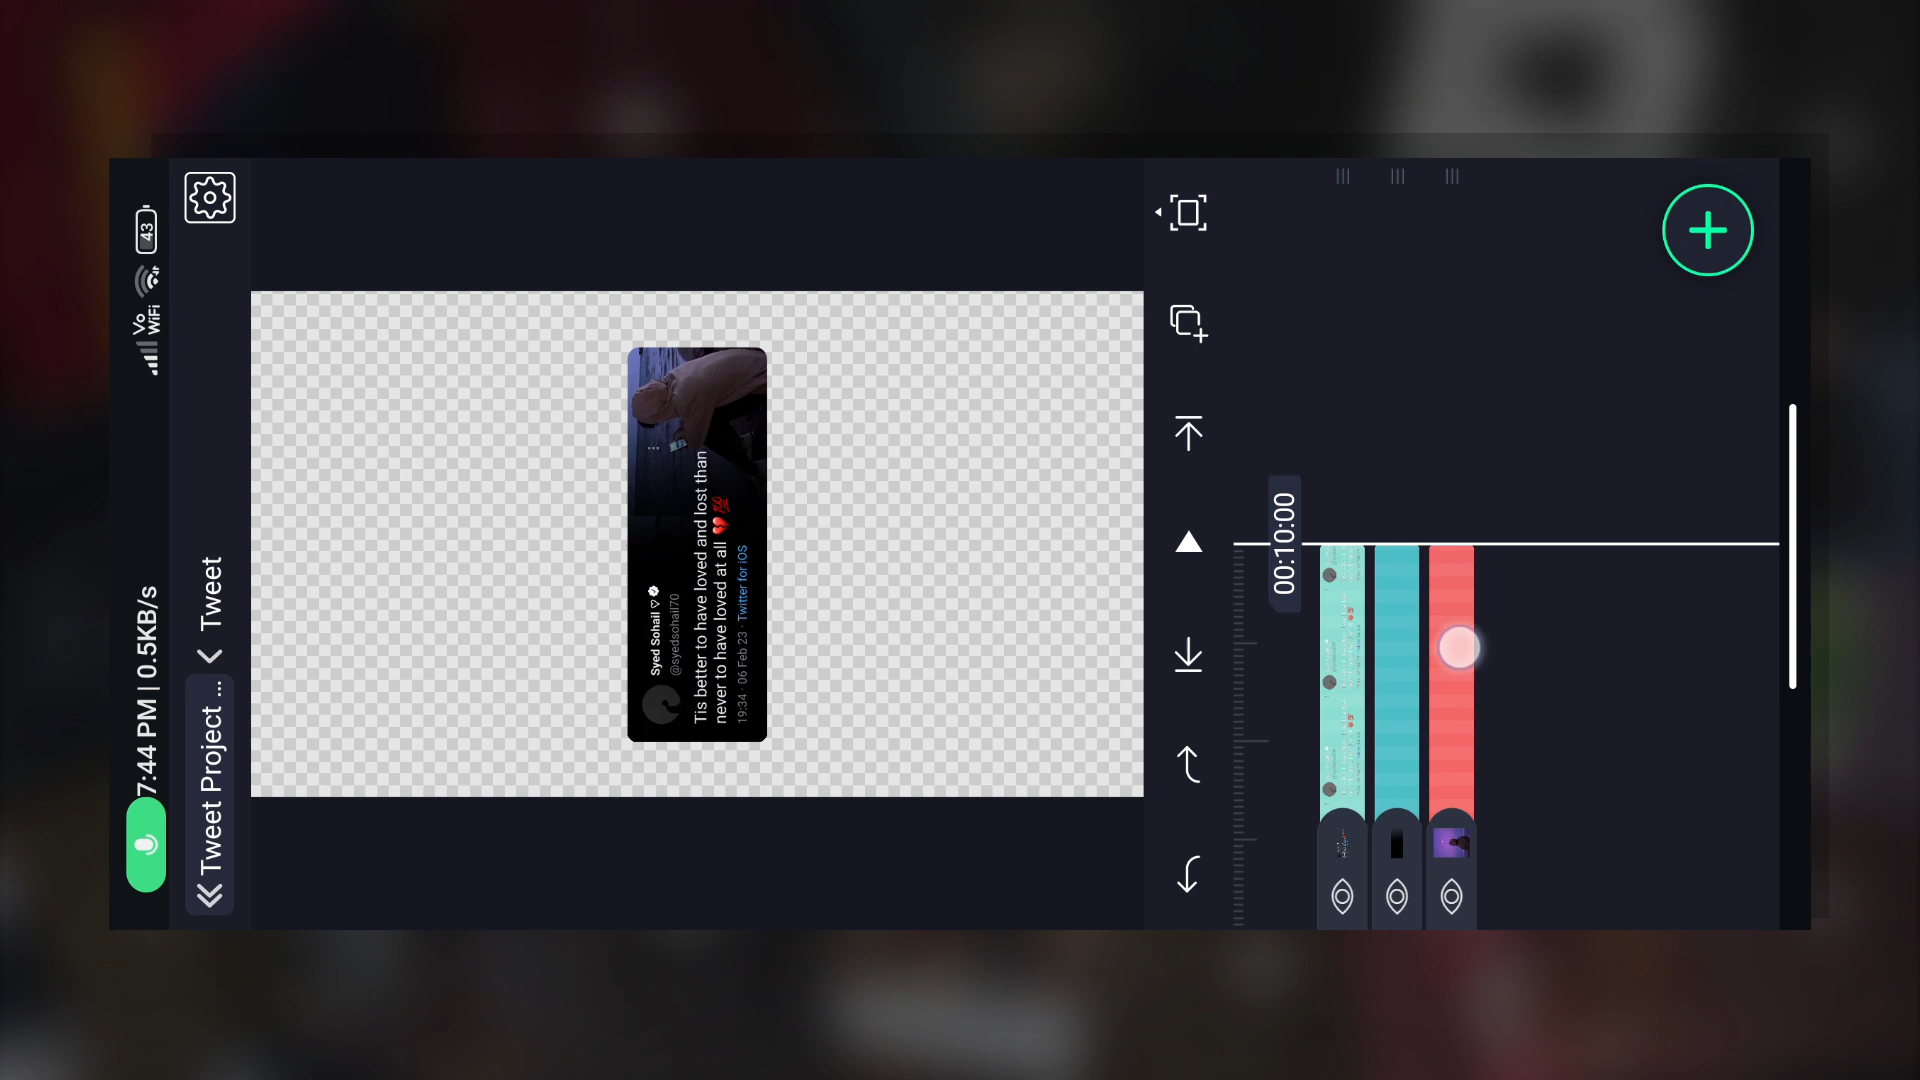 7:44 PM | 0.5KB/s
Vo
WiFi
43
Tweet Project ...
Tweet
Syed Sohail ♡
@syedsohail70
Tis better to have loved and lost than
never to have loved at all 💔💯
19:34 · 06 Feb 23 · Twitter for iOS
00:10:00